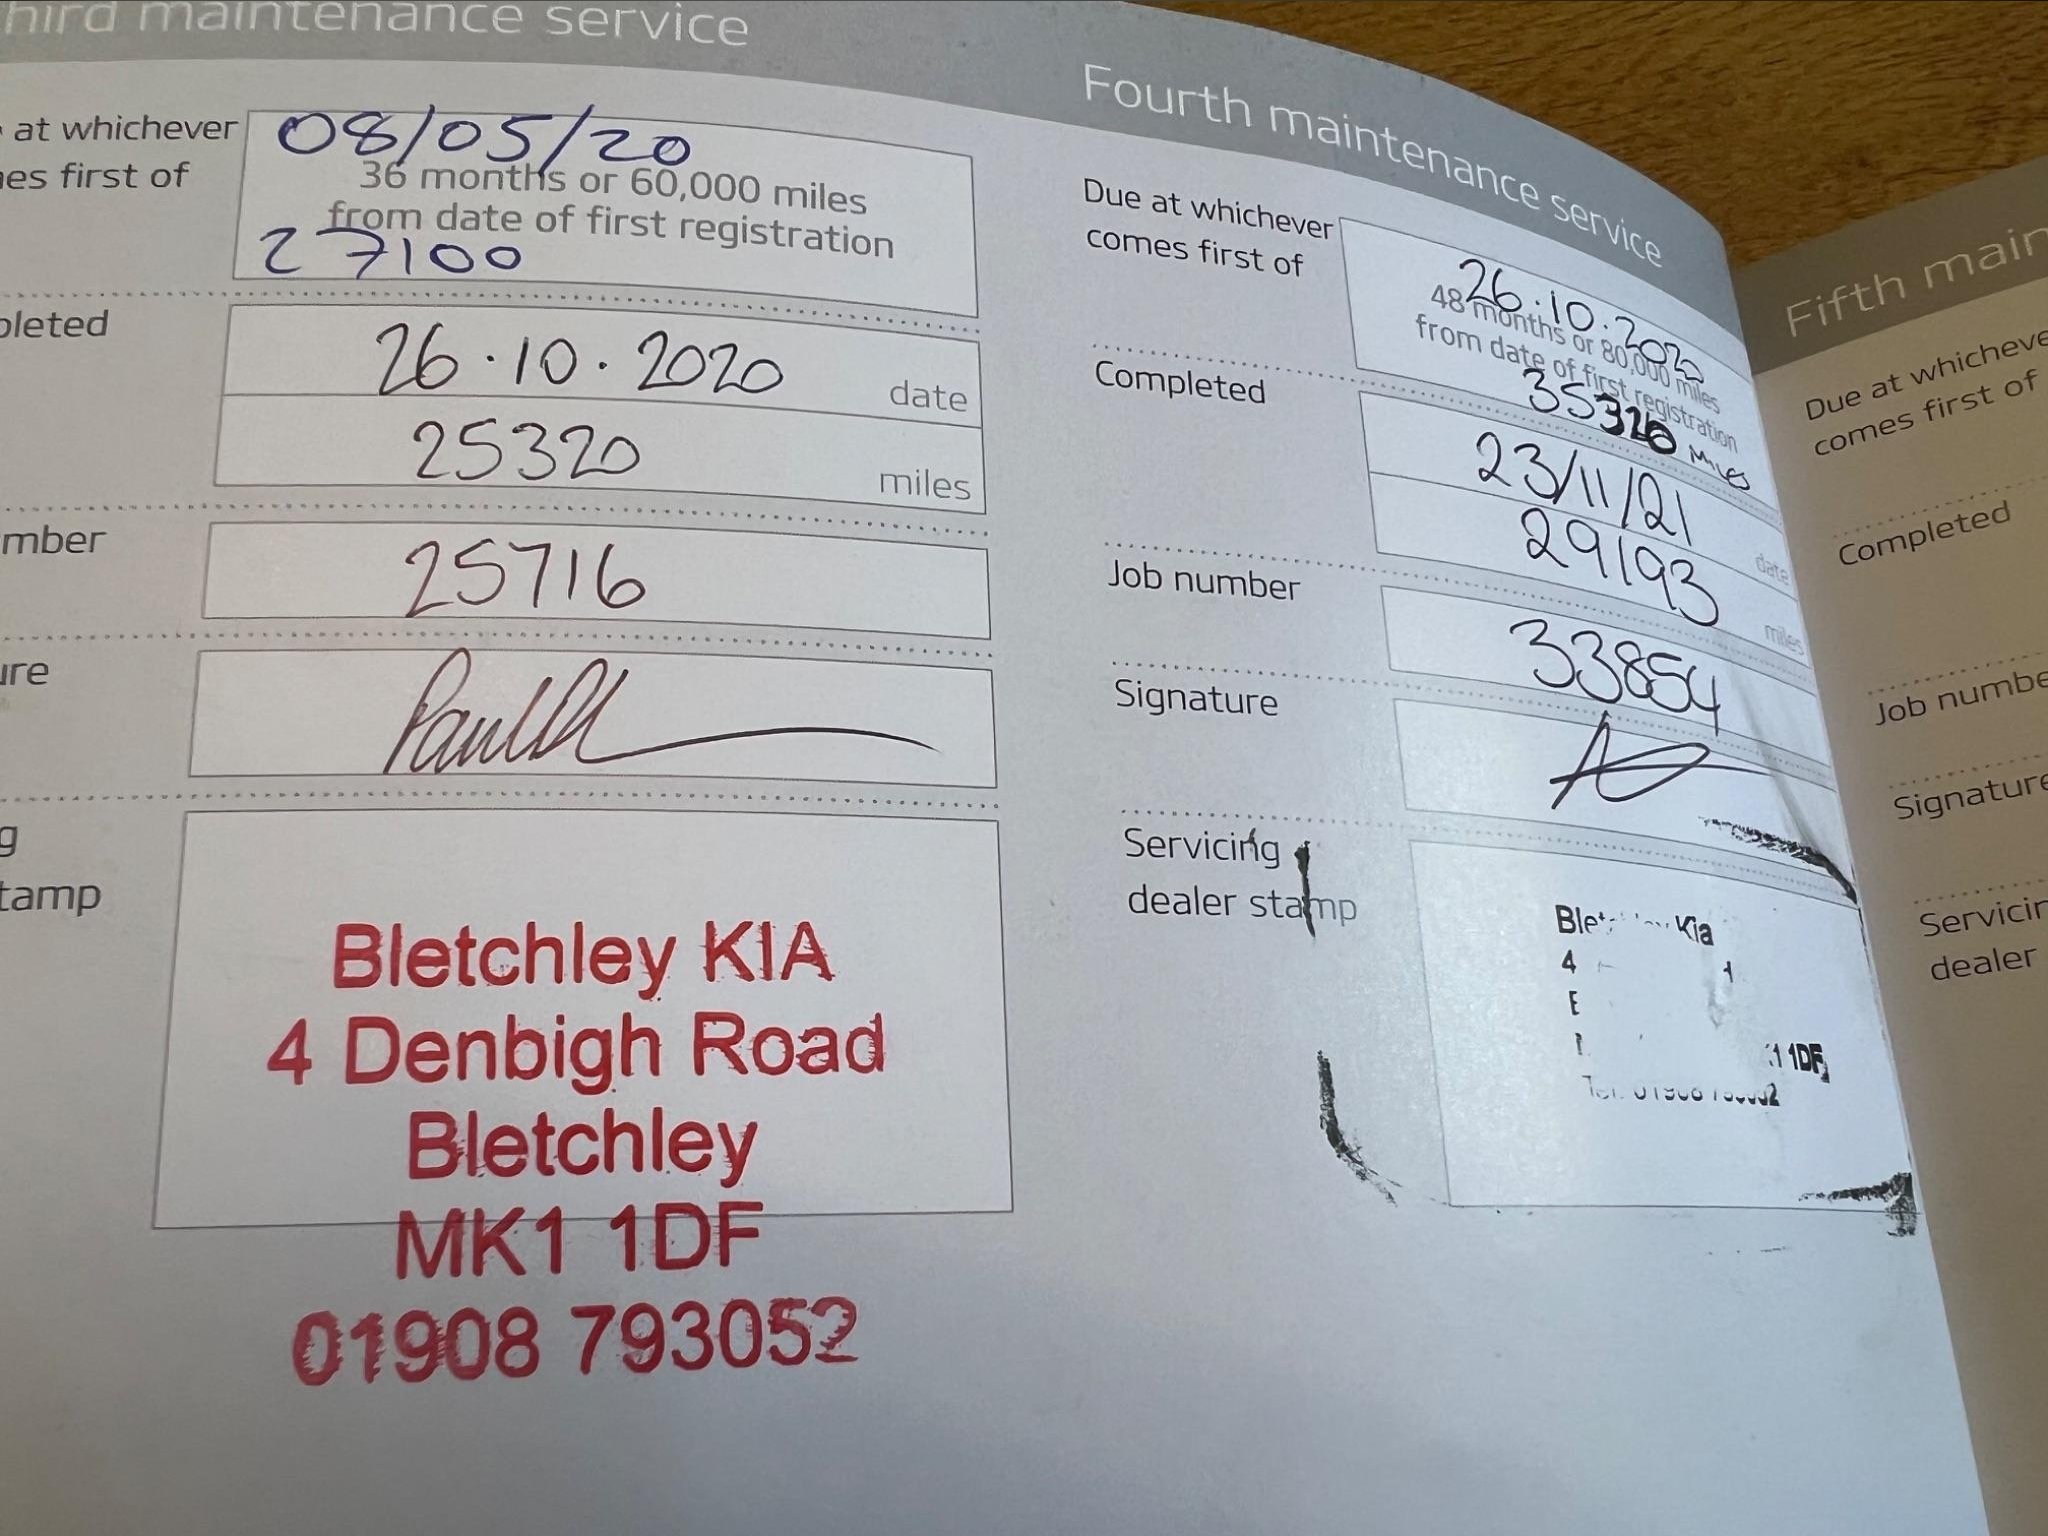 hird maintenance service
at whichever
es first of
08/05/20
36 months or 60,000 miles
from date of first registration
27100
pleted
26.10.2020
date
25320
miles
mber
25716
ure
g
tamp
Bletchley KIA
4 Denbigh Road
Bletchley
MK1 1DF
01908 793052
Fourth maintenance service
Due at whichever
comes first of
26.10.2020
48 months or 80,000 miles
from date of first registration
35320 MILES
Completed
23/11/21
date
29193
miles
Job number
33854
Signature
Servicing
dealer stamp
Kia
4
1DF
Fifth main
Due at whicheve
comes first of
Completed
Job numbe
Signature
Servicin
dealer